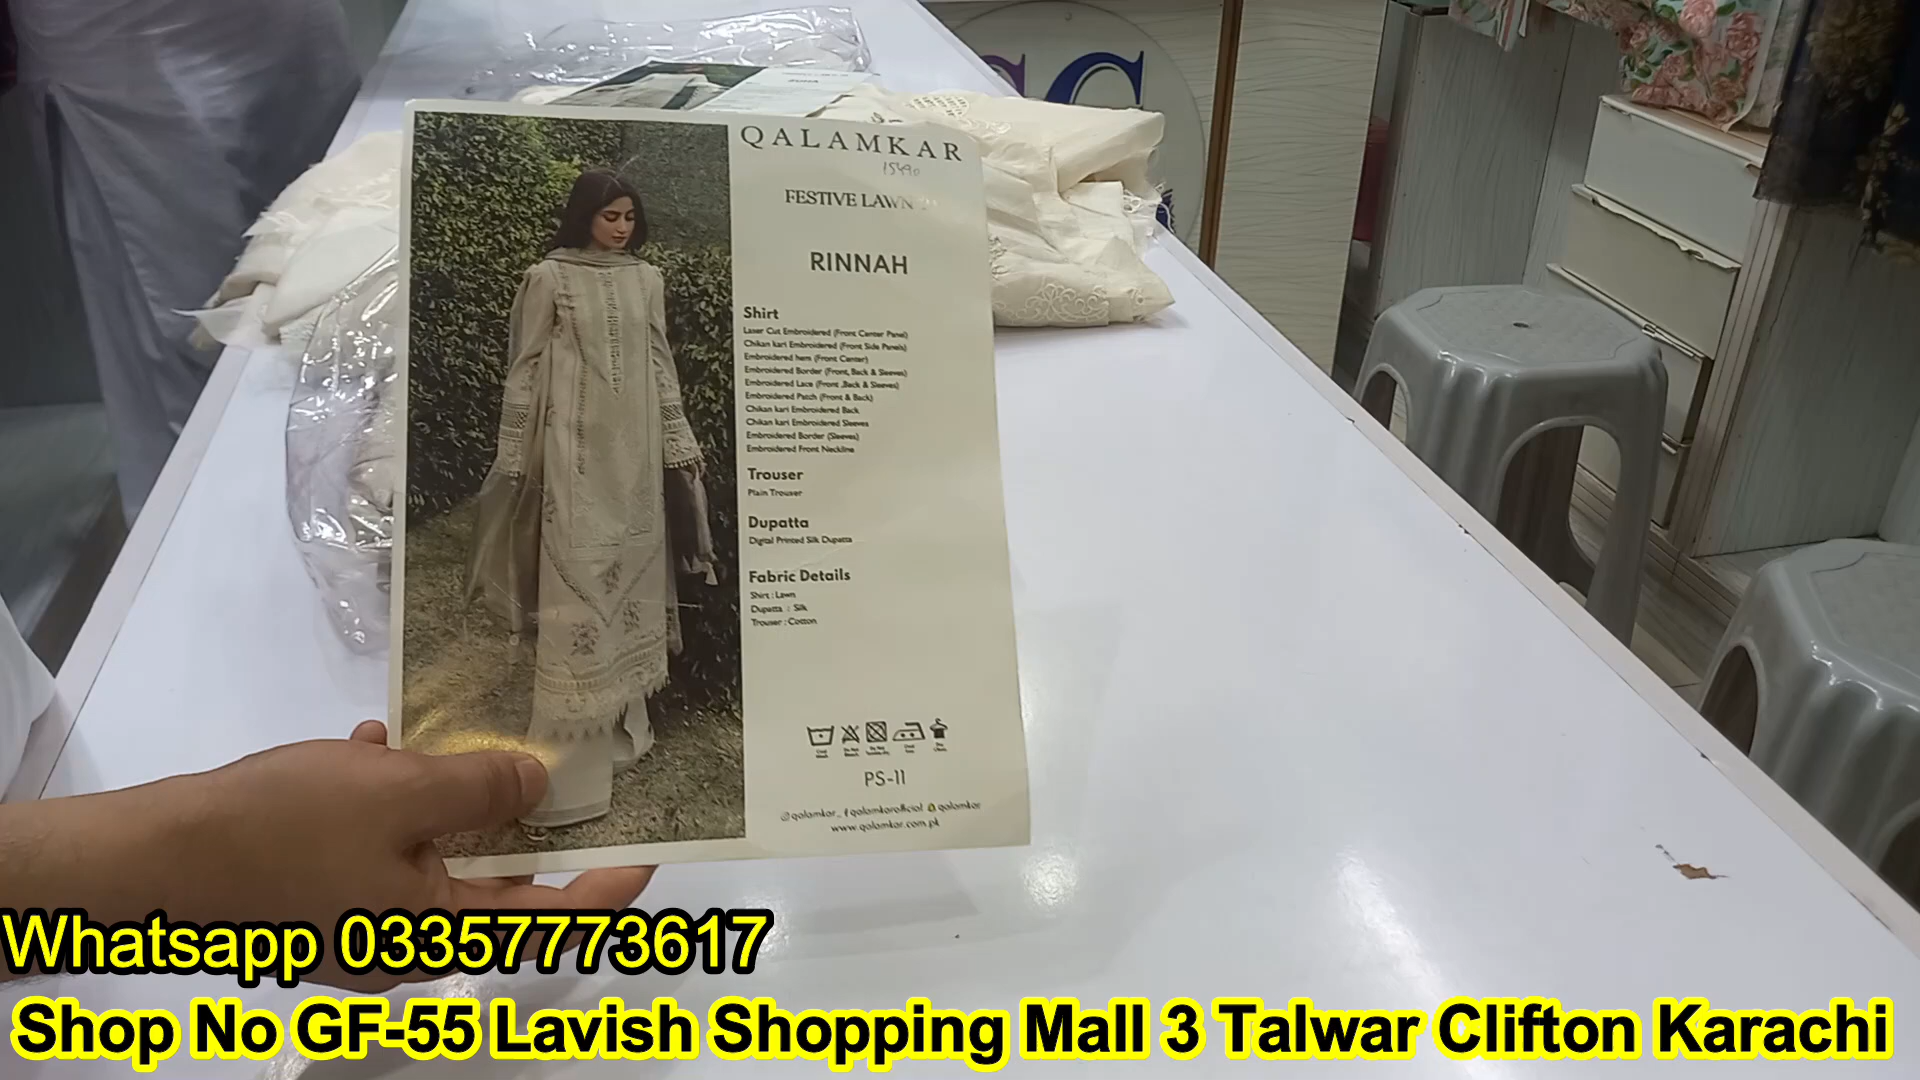 QALAMKAR
15490
FESTIVE LAWN
RINNAH
Shirt
Laser Cut Embroidered (Front Center Panel)
Chikan kari Embroidered (Front Side Panels)
Embroidered hem (Front Center)
Embroidered Border (Front, Back & Sleeves)
Embroidered Lace (Front ,Back & Sleeves)
Embroidered Patch (Front & Back)
Chikan kari Embroidered Back
Chikan kari Embroidered Sleeves
Embroidered Border (Sleeves)
Embroidered Front Neckline
Trouser
Plain Trouser
Dupatta
Digital Printed Silk Dupatta
Fabric Details
Shirt : Lawn
Dupatta : Silk
Trouser : Cotton
PS-11
@qalamkar_ f qalamkarofficial qalamkar
www.qalamkar.com.pk
Whatsapp 03357773617
Shop No GF-55 Lavish Shopping Mall 3 Talwar Clifton Karachi